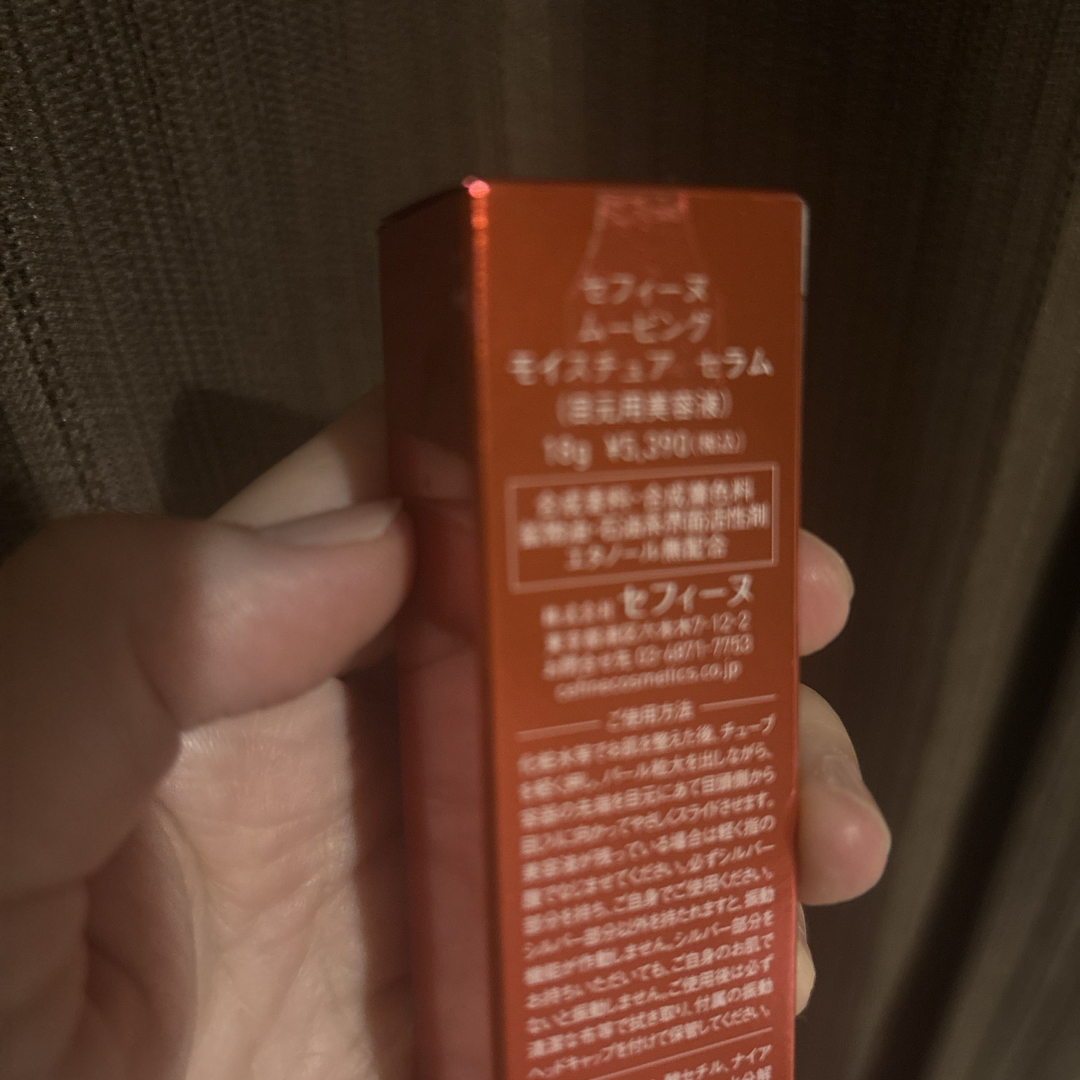 セフィーヌ
ムービング
モイスチュア セラム
(目元用美容液)
18g ¥5,390(税込)
合成香料・合成着色料
鉱物油・石油系界面活性剤
エタノール無配合
株式会社 セフィーヌ
東京都港区六本木7-12-2
お問合せ先 03-4971-7753
cefinecosmetics.co.jp
ご使用方法
化粧水等でお肌を整えた後、チューブ
を軽く押し、パール粒大を出しながら、
容器の先端を目元にあて目頭側から
目尻に向かってやさしくスライドさせます。
美容液が残っている場合は軽く指の
腹でなじませてください。必ずシルバー
部分を持ち、ご自身でご使用ください。
シルバー部分以外を持たれますと、振動
機能が作動しません。シルバー部分を
お持ちいただいても、ご自身のお肌で
ないと振動しません。ご使用後は必ず
清潔な布等で拭き取り、付属の振動
ヘッドキャップを付けて保管してください。
酸セチル、ナイア
分解